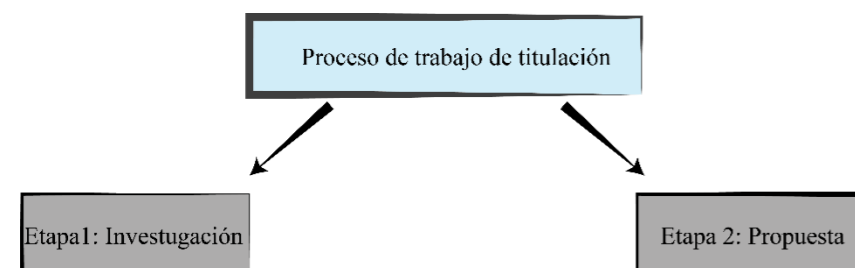 Proceso de trabajo de titulación
Etapa1: Investugación
Etapa 2: Propuesta